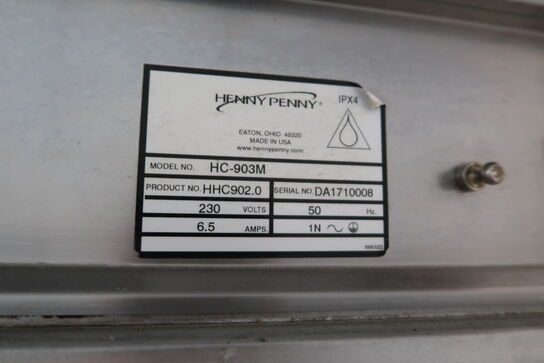 HENNY PENNY®
IPX4
EATON, OHIO 45320
MADE IN USA
www.hennypenny.com
MODEL NO. HC-903M
PRODUCT NO. HHC902.0 SERIAL NO. DA1710008
230 VOLTS 50 Hz.
6.5 AMPS. 1N